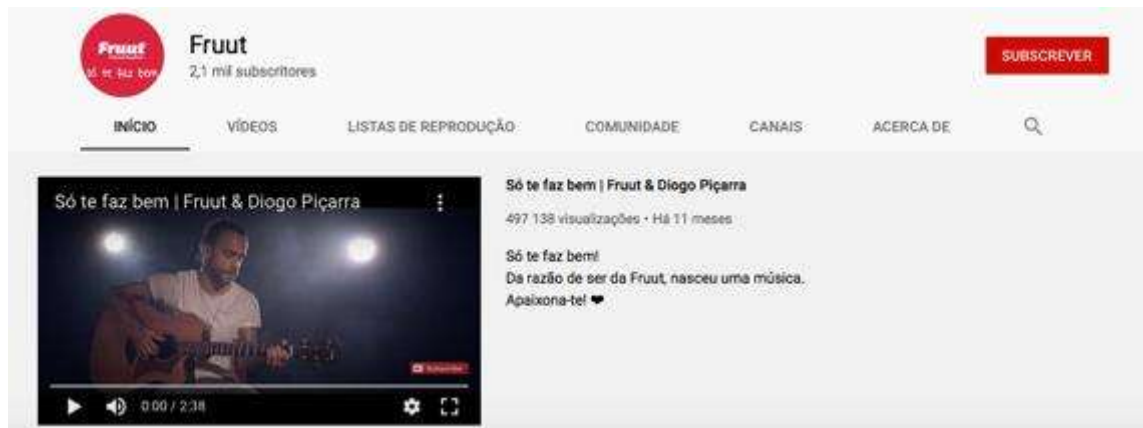 Fruut
só te faz bem
Fruut
2,1 mil subscritores
SUBSCREVER
INÍCIO VÍDEOS LISTAS DE REPRODUÇÃO COMUNIDADE CANAIS ACERCA DE
Só te faz bem | Fruut & Diogo Piçarra
0:00 / 2:38
Só te faz bem | Fruut & Diogo Piçarra
497 138 visualizações • Há 11 meses
Só te faz bem!
Da razão de ser da Fruut, nasceu uma música.
Apaixona-te! ❤